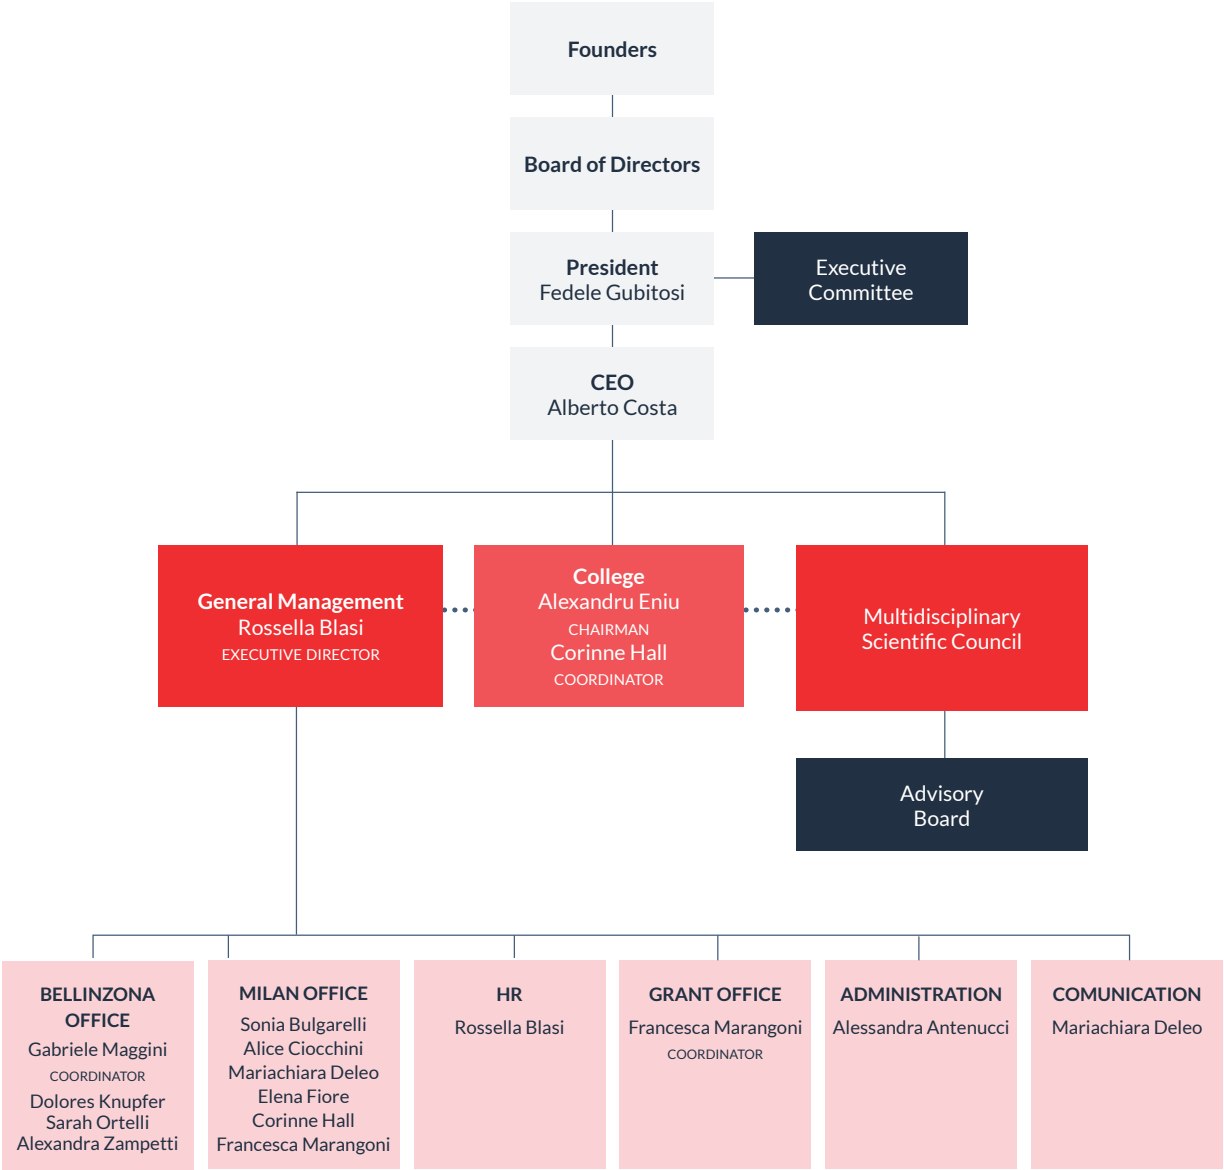 Founders
Board of Directors
President
Fedele Gubitosi
Executive
Committee
CEO
Alberto Costa
General Management
Rossella Blasi
EXECUTIVE DIRECTOR
College
Alexandru Eniu
CHAIRMAN
Corinne Hall
COORDINATOR
Multidisciplinary
Scientific Council
Advisory
Board
BELLINZONA
OFFICE
Gabriele Maggini
COORDINATOR
Dolores Knupfer
Sarah Ortelli
Alexandra Zampetti
MILAN OFFICE
Sonia Bulgarelli
Alice Ciocchini
Mariachiara Deleo
Elena Fiore
Corinne Hall
Francesca Marangoni
HR
Rossella Blasi
GRANT OFFICE
Francesca Marangoni
COORDINATOR
ADMINISTRATION
Alessandra Antenucci
COMUNICATION
Mariachiara Deleo